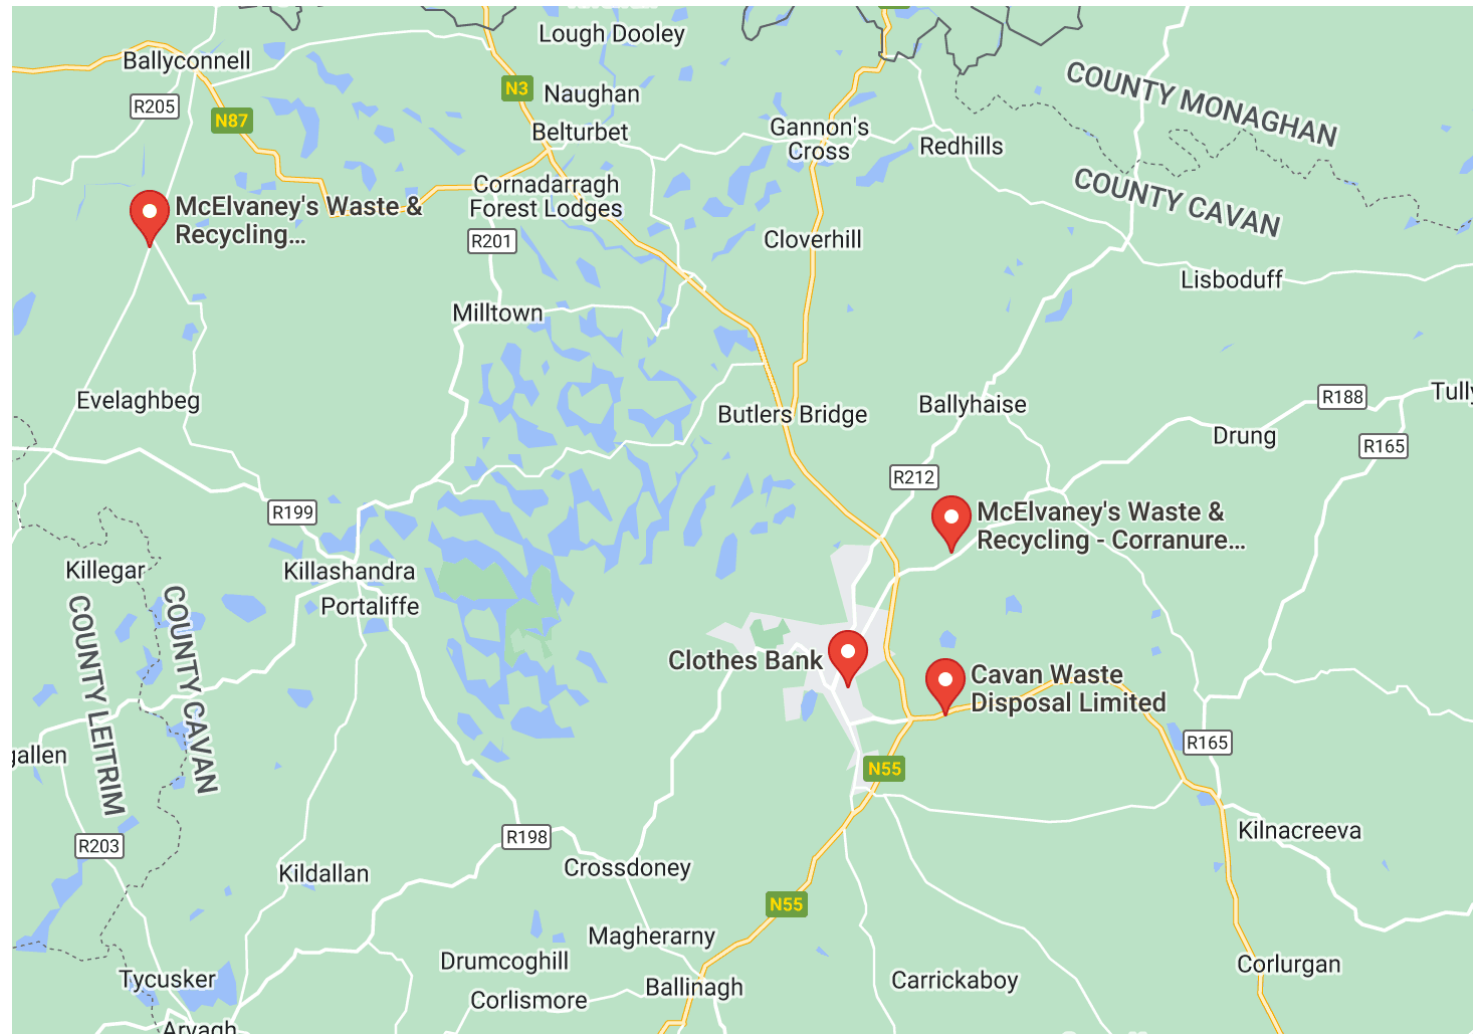 Lough Dooley
Ballyconnell
N3
Naughan
R205
N87
Belturbet
Gannon's
Cross
Redhills
COUNTY MONAGHAN
COUNTY CAVAN
McElvaney's Waste &
Recycling...
Cornadarragh
Forest Lodges
R201
Cloverhill
Lisboduff
Milltown
Evelaghbeg
Butlers Bridge
Ballyhaise
R188
Drung
R165
R212
R199
McElvaney's Waste &
Recycling - Corranure...
Killegar
Killashandra
Portaliffe
COUNTY LEITRIM
COUNTY CAVAN
Clothes Bank
Cavan Waste
Disposal Limited
R165
N55
R203
R198
Kilnacreeva
Kildallan
Crossdoney
N55
Magherarny
Drumcoghill
Tycusker
Corlismore
Ballinagh
Carrickaboy
Corlurgan
Arvagh